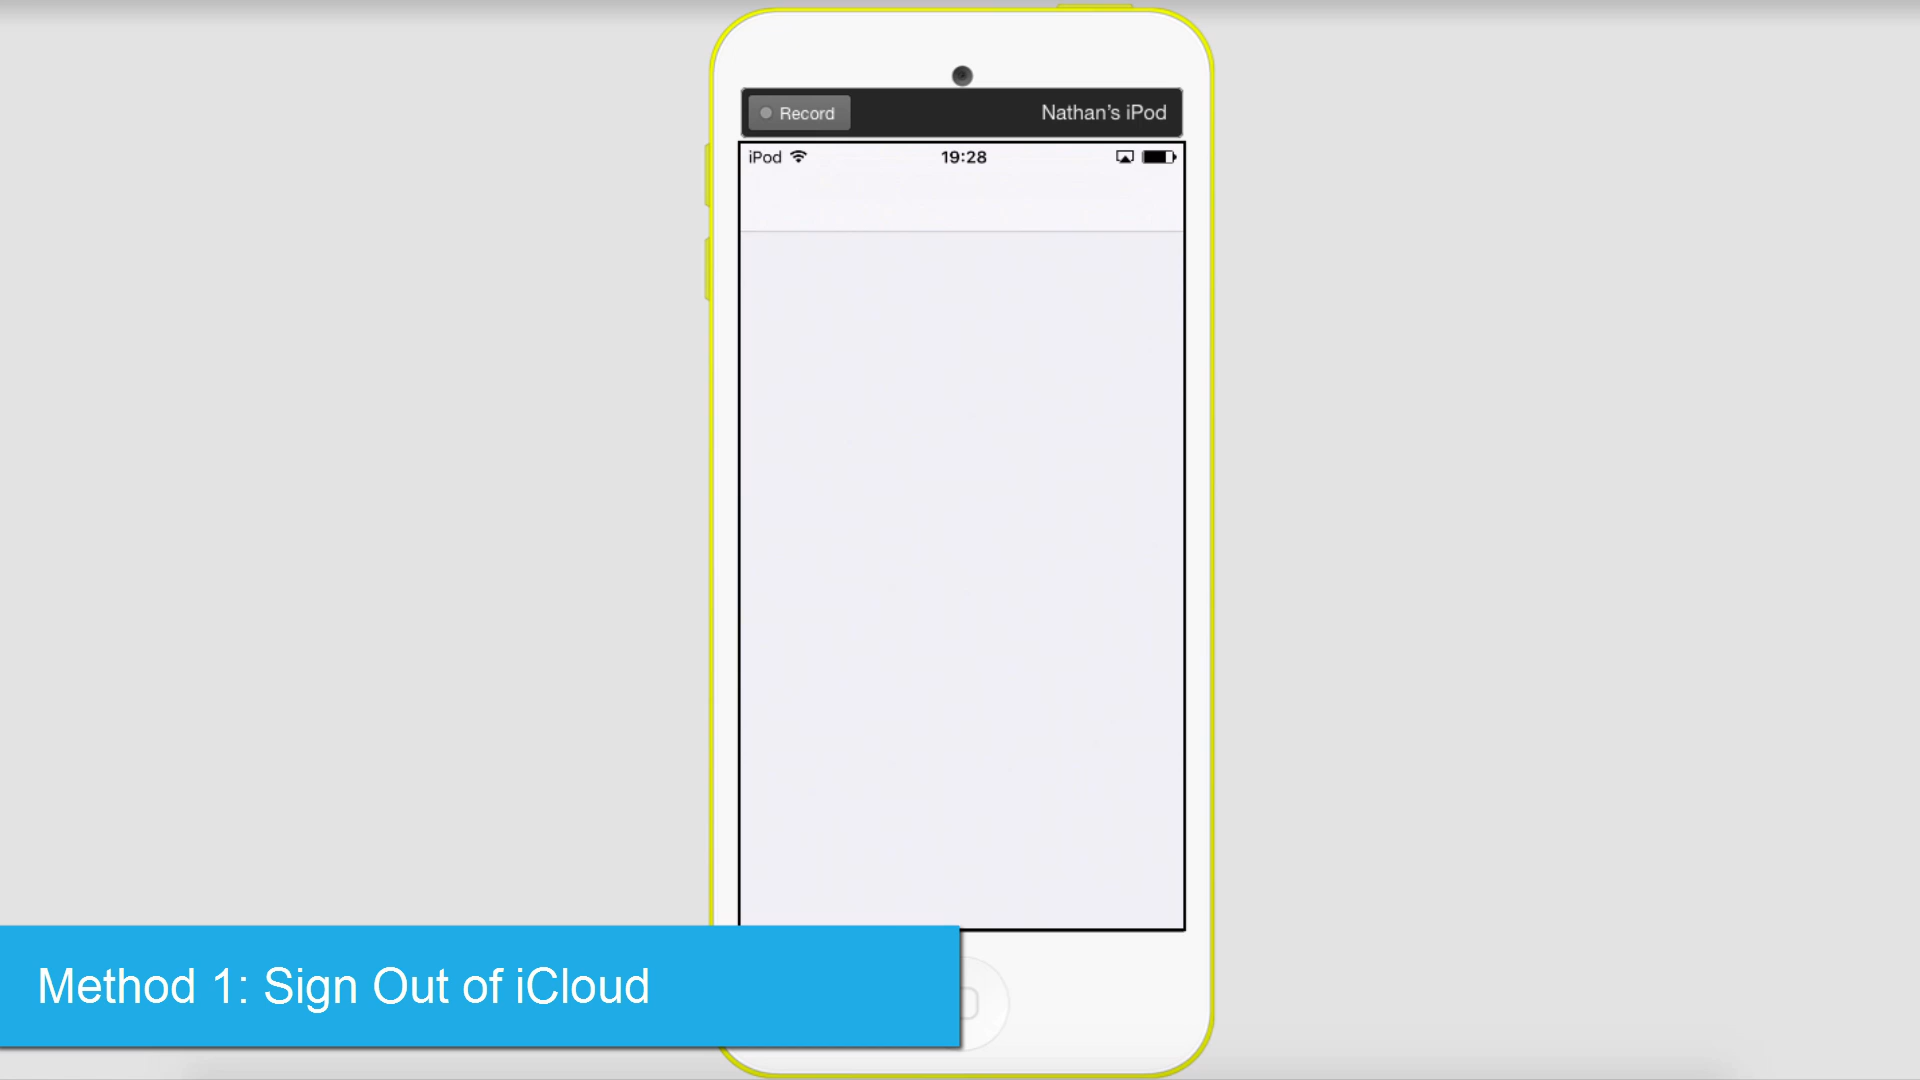 Record
Nathan’s iPod
iPod
19:28
Method 1: Sign Out of iCloud